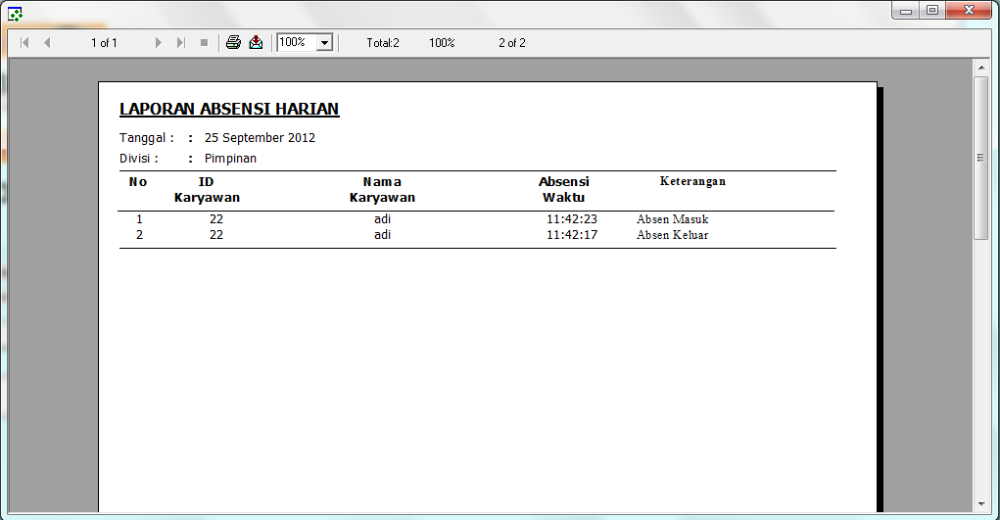 1 of 1 100% Total:2 100% 2 of 2
LAPORAN ABSENSI HARIAN
Tanggal : : 25 September 2012
Divisi : : Pimpinan
No ID Nama Absensi Keterangan
Karyawan Karyawan Waktu
1 22 adi 11:42:23 Absen Masuk
2 22 adi 11:42:17 Absen Keluar